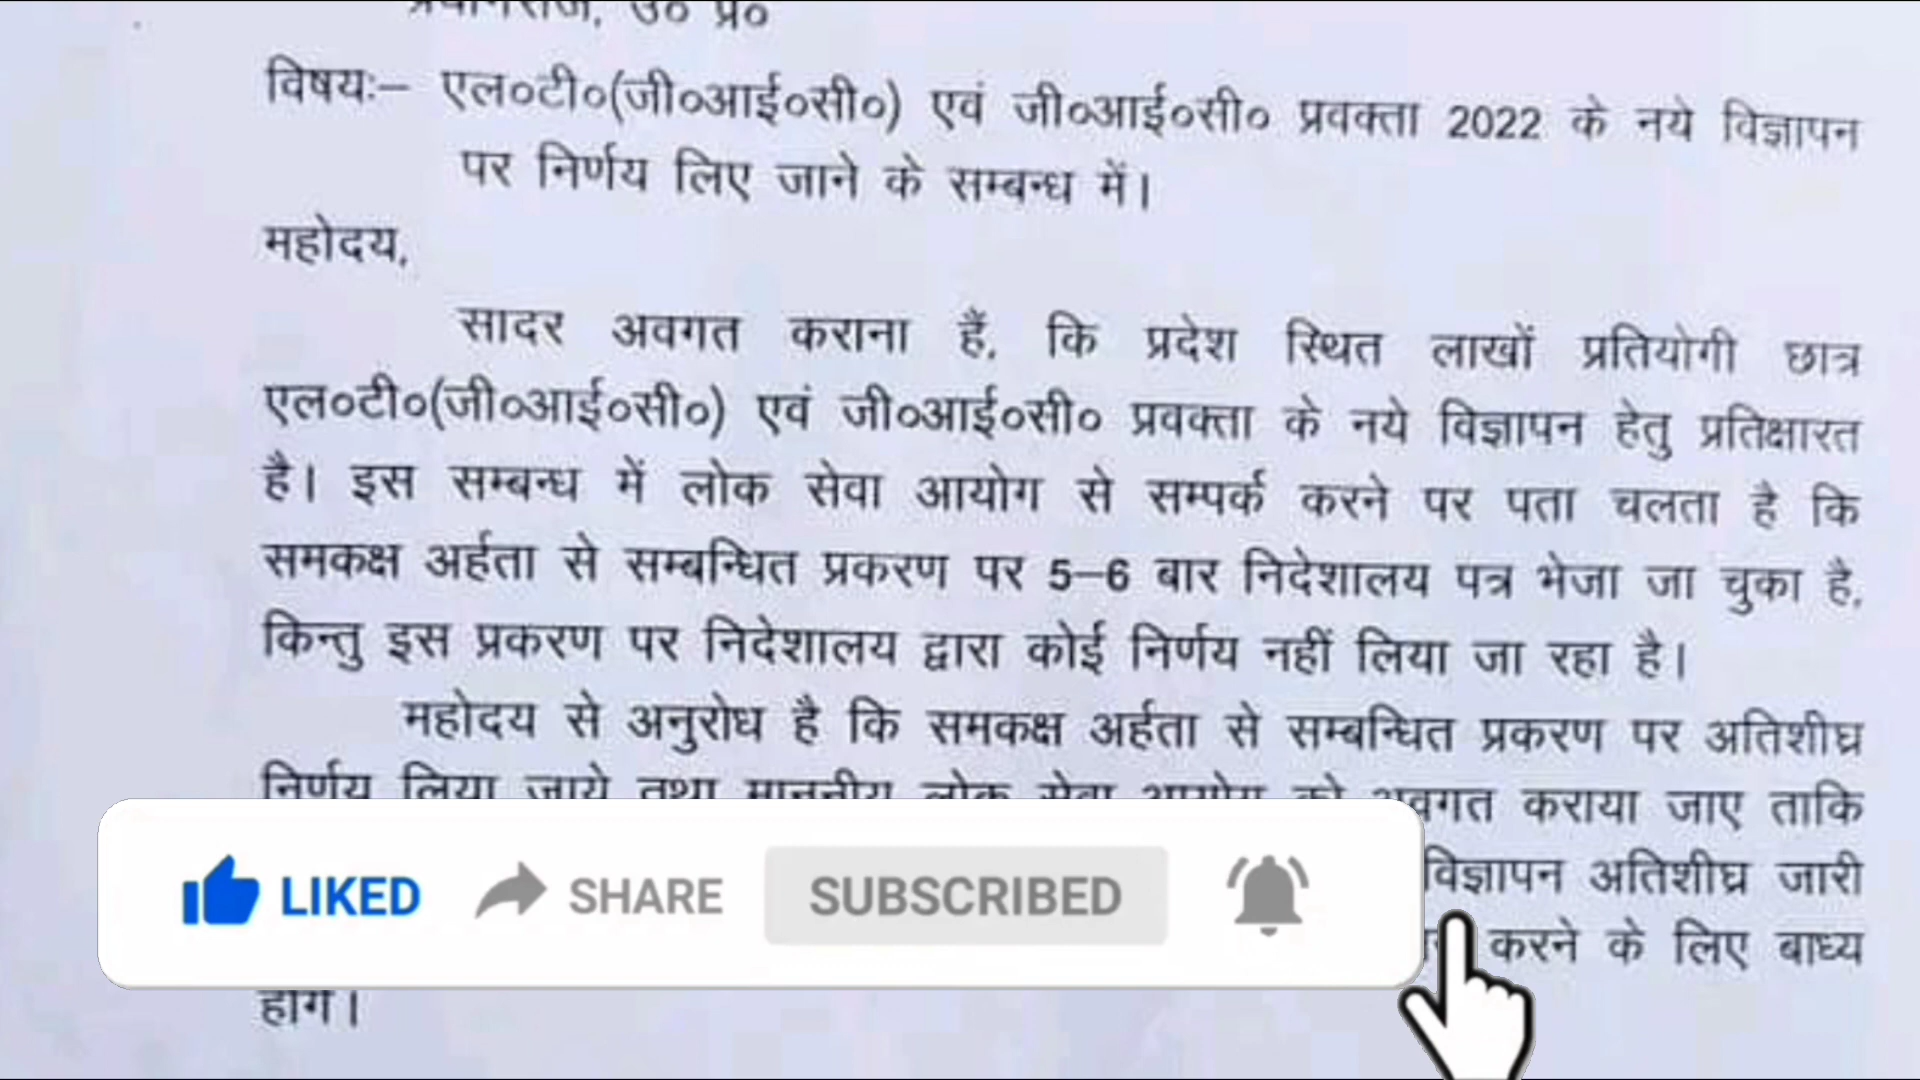 उ० प्र०
विषयः– एल०टी०(जी०आई०सी०) एवं जी०आई०सी० प्रवक्ता 2022 के नये विज्ञापन
पर निर्णय लिए जाने के सम्बन्ध में।
महोदय,
सादर अवगत कराना हैं, कि प्रदेश स्थित लाखों प्रतियोगी छात्र
एल०टी०(जी०आई०सी०) एवं जी०आई०सी० प्रवक्ता के नये विज्ञापन हेतु प्रतिक्षारत
है। इस सम्बन्ध में लोक सेवा आयोग से सम्पर्क करने पर पता चलता है कि
समकक्ष अर्हता से सम्बन्धित प्रकरण पर 5–6 बार निदेशालय पत्र भेजा जा चुका है,
किन्तु इस प्रकरण पर निदेशालय द्वारा कोई निर्णय नहीं लिया जा रहा है।
महोदय से अनुरोध है कि समकक्ष अर्हता से सम्बन्धित प्रकरण पर अतिशीघ्र
निर्णय लिया जाये तथा माननीय लोक सेवा आयोग को अवगत कराया जाए ताकि
विज्ञापन अतिशीघ्र जारी
करने के लिए बाध्य
होंगे।
LIKED SHARE SUBSCRIBED